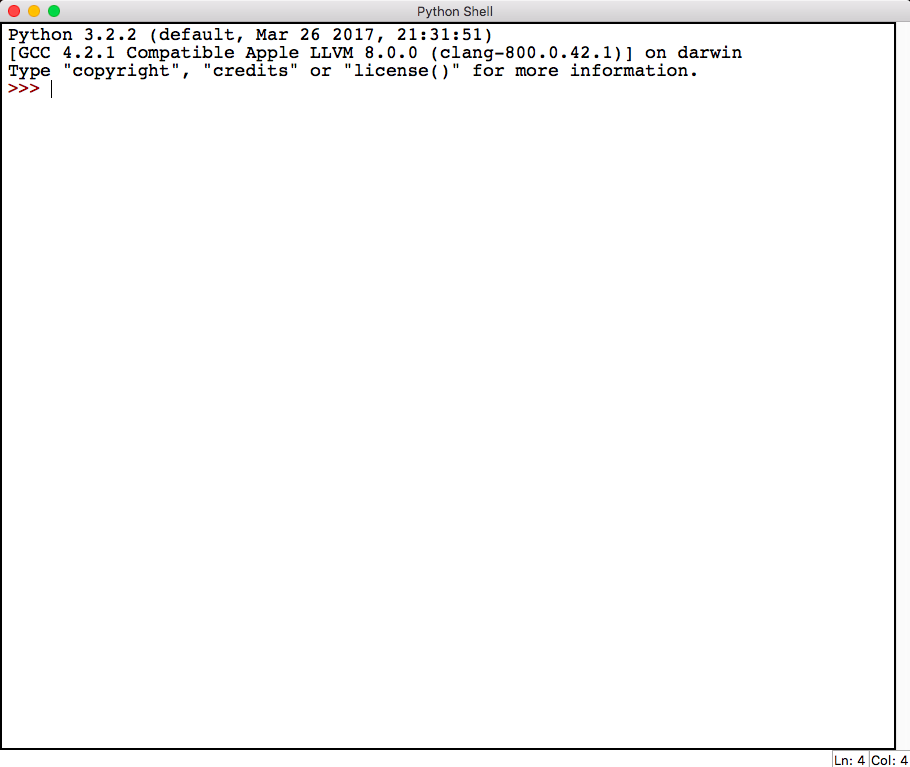 Python Shell
Python 3.2.2 (default, Mar 26 2017, 21:31:51)
[GCC 4.2.1 Compatible Apple LLVM 8.0.0 (clang-800.0.42.1)] on darwin
Type "copyright", "credits" or "license()" for more information.
>>>
Ln: 4 Col: 4